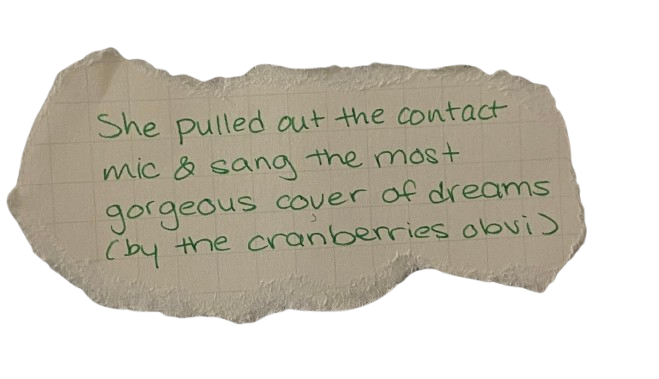 She pulled out the contact
mic & sang the most
gorgeous cover of dreams
(by the cranberries obvi)